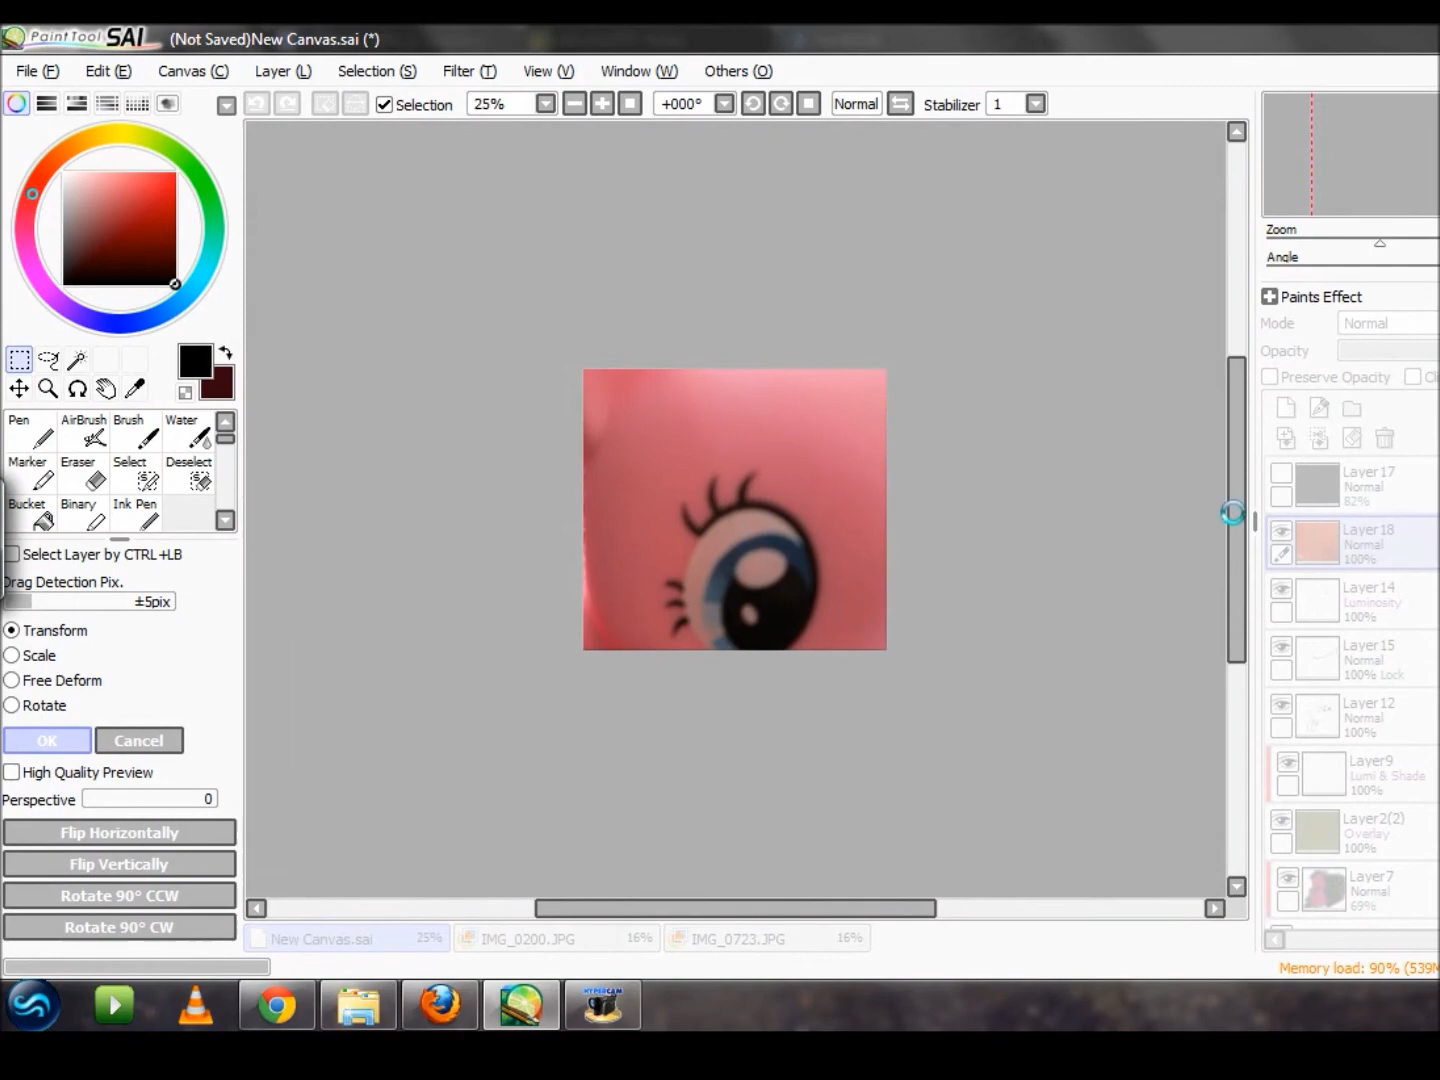 PaintTool SAI (Not Saved)New Canvas.sai (*)
File (F) Edit (E) Canvas (C) Layer (L) Selection (S) Filter (T) View (V) Window (W) Others (O)
Selection 25% +000° Normal Stabilizer 1
Zoom
Angle
Paints Effect
Mode Normal
Opacity
Preserve Opacity
Pen AirBrush Brush Water
Marker Eraser Select Deselect
Bucket Binary Ink Pen
Select Layer by CTRL+LB
Drag Detection Pix.
±5pix
Transform
Scale
Free Deform
Rotate
OK Cancel
High Quality Preview
Perspective 0
Flip Horizontally
Flip Vertically
Rotate 90° CCW
Rotate 90° CW
Layer17
Normal
82%
Layer18
Normal
100%
Layer14
Luminosity
100%
Layer15
Normal
100% Lock
Layer12
Normal
100%
Layer9
Lumi & Shade
100%
Layer2(2)
Overlay
100%
Layer7
Normal
69%
New Canvas.sai 25% IMG_0200.JPG 16% IMG_0723.JPG 16%
Memory load: 90% (539M
HYPERCAM